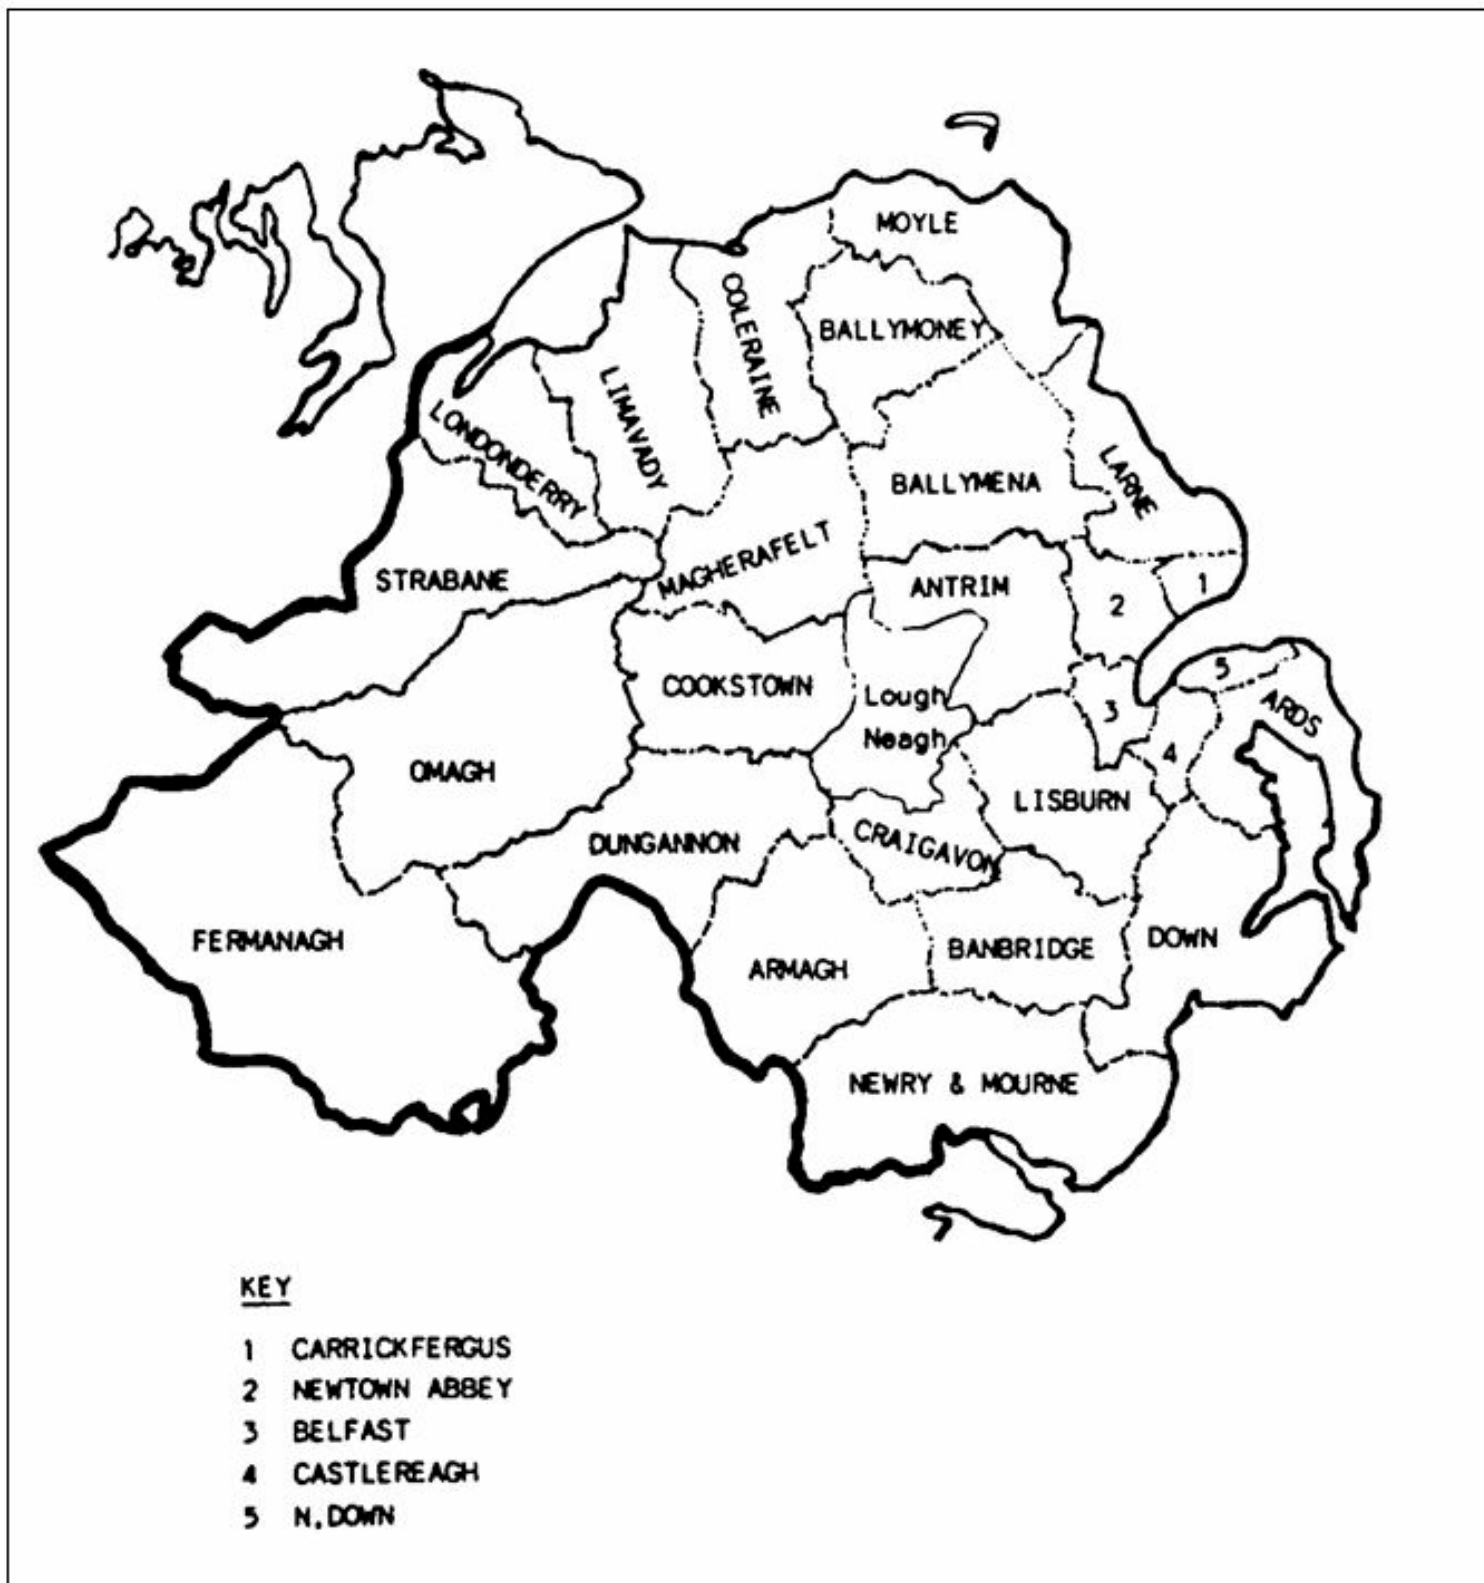 MOYLE
COLERAINE
BALLYMONEY
LIMAVADY
LONDONDERRY
LARNE
BALLYMENA
MAGHERAFELT
STRABANE
ANTRIM
1
2
5
COOKSTOWN
Lough
Neagh
3
ARDS
4
OMAGH
LISBURN
DUNGANNON
CRAIGAVON
FERMANAGH
ARMAGH
BANBRIDGE
DOWN
NEWRY & MOURNE
KEY
1 CARRICKFERGUS
2 NEWTOWN ABBEY
3 BELFAST
4 CASTLEREAGH
5 N.DOWN